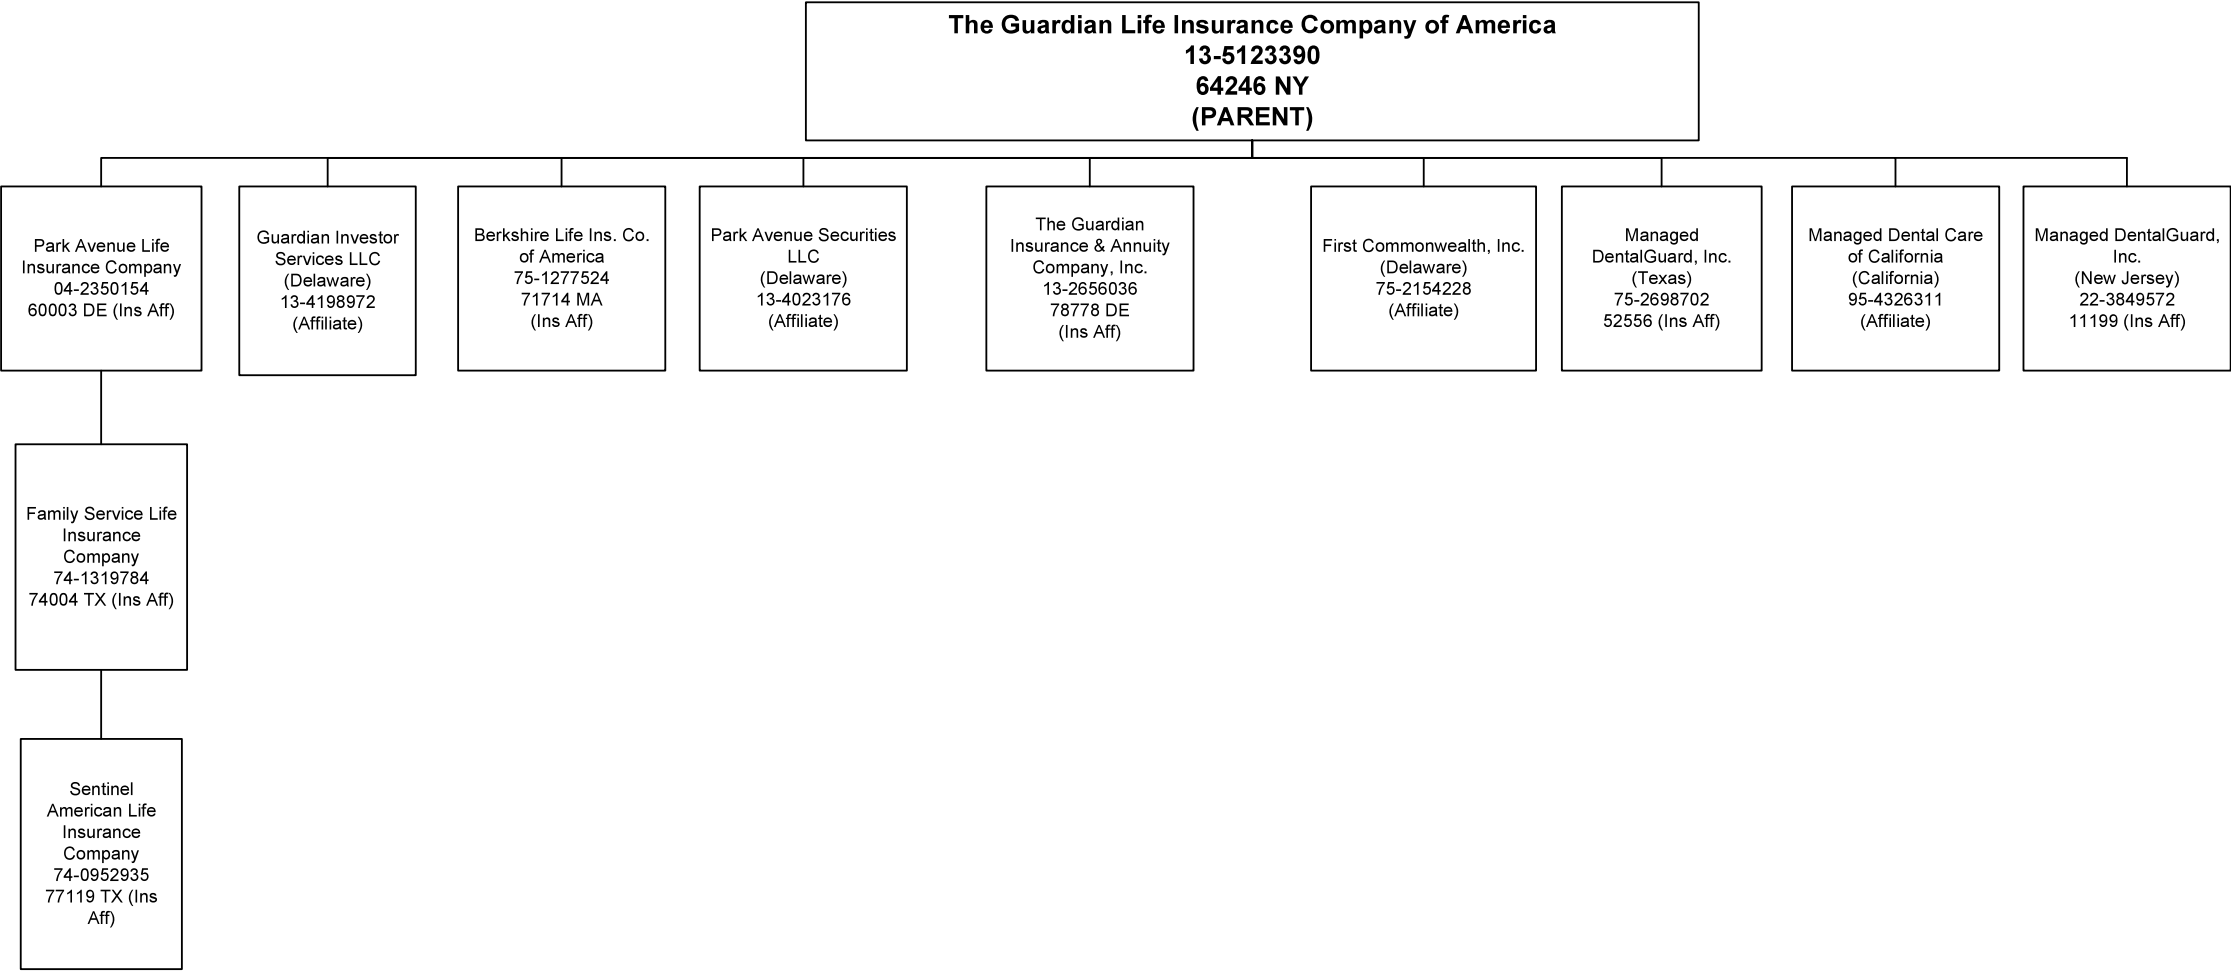 The Guardian Life Insurance Company of America
13-5123390
64246 NY
(PARENT)
Park Avenue Life
Insurance Company
04-2350154
60003 DE (Ins Aff)
Guardian Investor
Services LLC
(Delaware)
13-4198972
(Affiliate)
Berkshire Life Ins. Co.
of America
75-1277524
71714 MA
(Ins Aff)
Park Avenue Securities
LLC
(Delaware)
13-4023176
(Affiliate)
The Guardian
Insurance & Annuity
Company, Inc.
13-2656036
78778 DE
(Ins Aff)
First Commonwealth, Inc.
(Delaware)
75-2154228
(Affiliate)
Managed
DentalGuard, Inc.
(Texas)
75-2698702
52556 (Ins Aff)
Managed Dental Care
of California
(California)
95-4326311
(Affiliate)
Managed DentalGuard,
Inc.
(New Jersey)
22-3849572
11199 (Ins Aff)
Family Service Life
Insurance
Company
74-1319784
74004 TX (Ins Aff)
Sentinel
American Life
Insurance
Company
74-0952935
77119 TX (Ins
Aff)